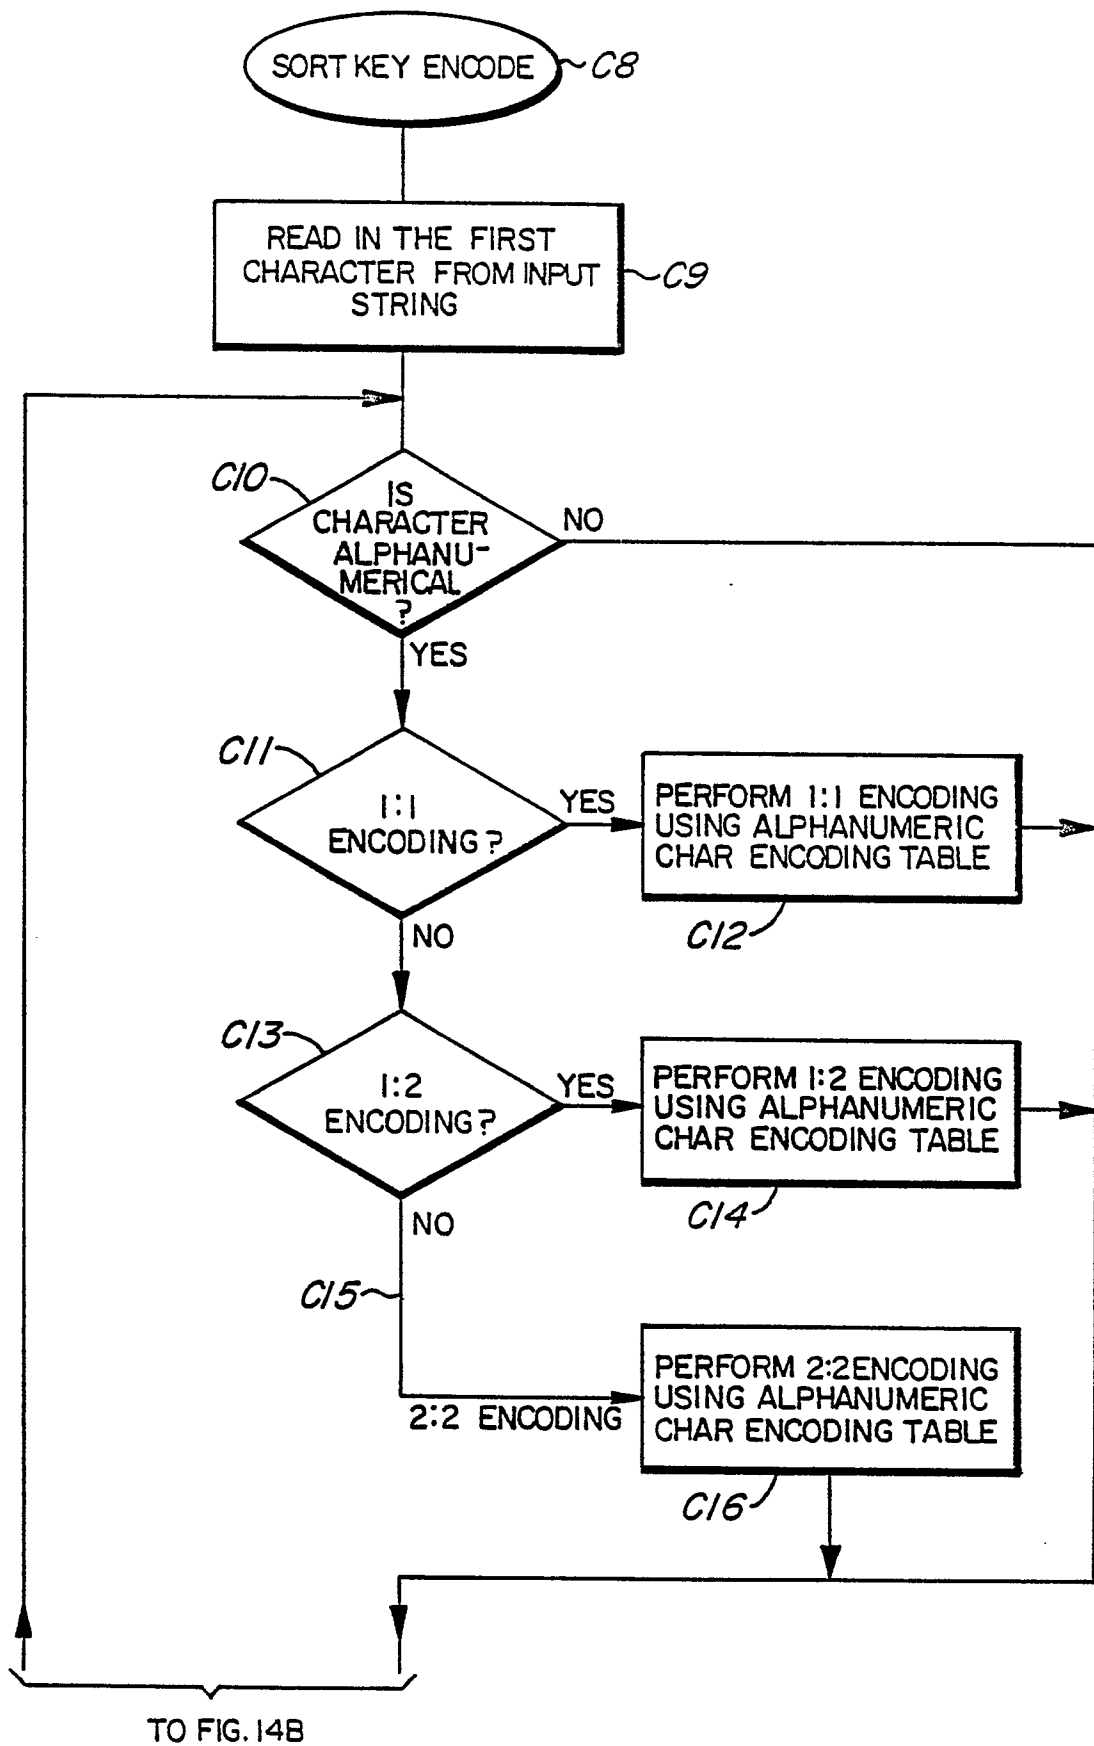 SORT KEY ENCODE
C8
READ IN THE FIRST
CHARACTER FROM INPUT
STRING
C9
C10
IS
CHARACTER
ALPHANU-
MERICAL
?
NO
YES
C11
1:1
ENCODING?
YES
PERFORM 1:1 ENCODING
USING ALPHANUMERIC
CHAR ENCODING TABLE
C12
NO
C13
1:2
ENCODING?
YES
PERFORM 1:2 ENCODING
USING ALPHANUMERIC
CHAR ENCODING TABLE
C14
NO
C15
2:2 ENCODING
PERFORM 2:2 ENCODING
USING ALPHANUMERIC
CHAR ENCODING TABLE
C16
TO FIG. 14B